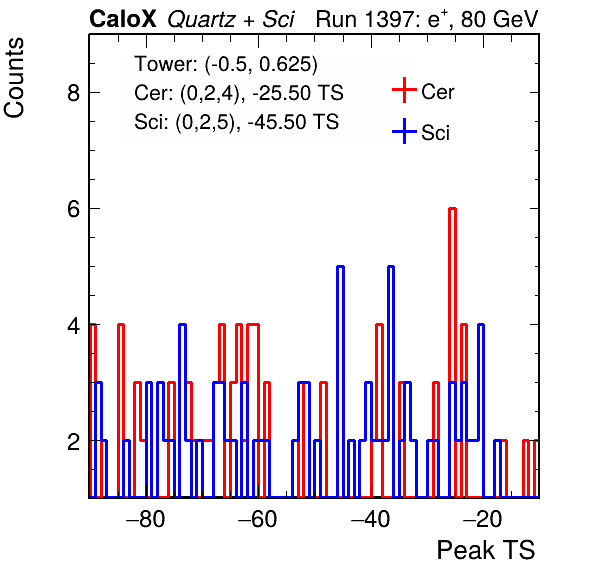 CaloX Quartz + Sci Run 1397: e+, 80 GeV
Counts
Tower: (-0.5, 0.625)
Cer: (0,2,4), -25.50 TS
Sci: (0,2,5), -45.50 TS
Cer
Sci
8
6
4
2
−80 −60 −40 −20
Peak TS